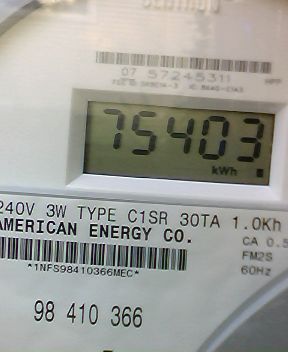 07 57245311
75403
kWh
240V 3W TYPE C1SR 30TA 1.0Kh
AMERICAN ENERGY CO.
CA 0.5
FM2S
*1NFS98410366MEC*
60Hz
98 410 366